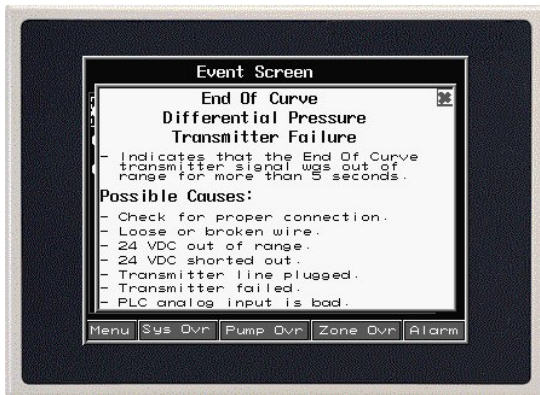 Event Screen
End Of Curve
Differential Pressure
Transmitter Failure
- Indicates that the End Of Curve
transmitter signal was out of
range for more than 5 seconds.
Possible Causes:
- Check for proper connection.
- Loose or broken wire.
- 24 VDC out of range.
- 24 VDC shorted out.
- Transmitter line plugged.
- Transmitter failed.
- PLC analog input is bad.
Menu Sys Ovr Pump Ovr Zone Ovr Alarm